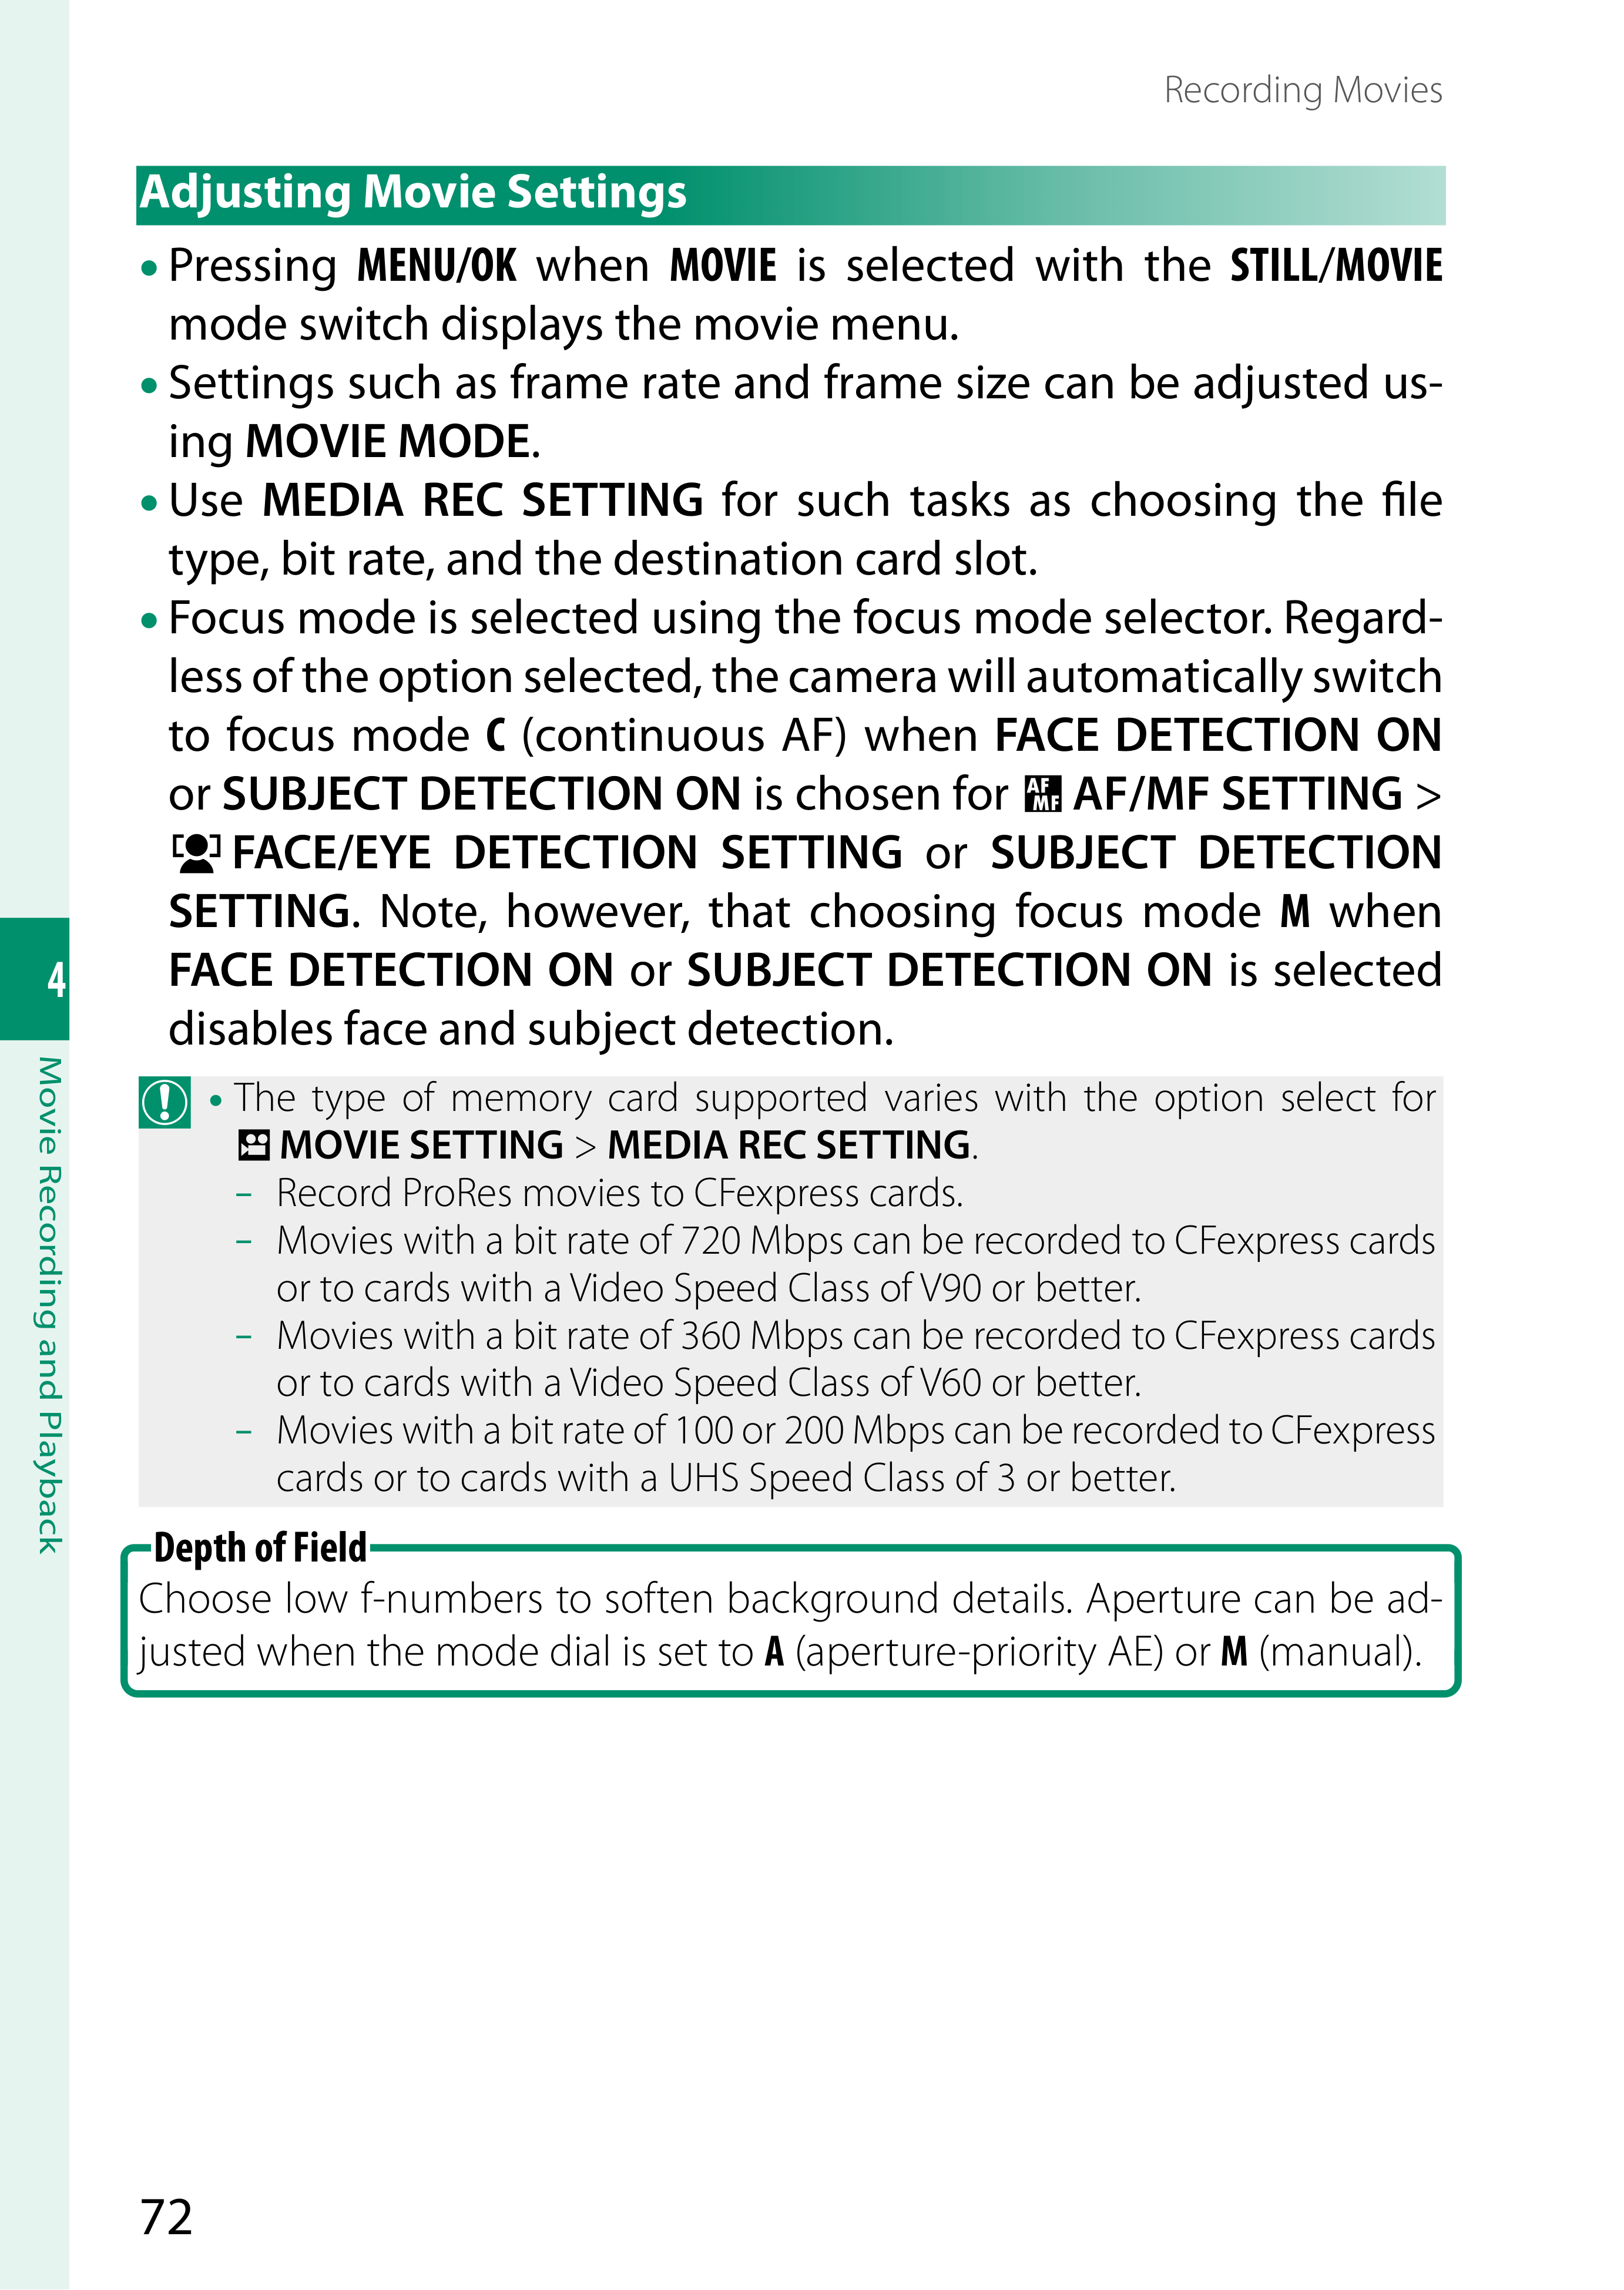 Recording Movies
Adjusting Movie Settings
• Pressing MENU/OK when MOVIE is selected with the STILL/MOVIE
mode switch displays the movie menu.
• Settings such as frame rate and frame size can be adjusted us-
ing MOVIE MODE.
• Use MEDIA REC SETTING for such tasks as choosing the file
type, bit rate, and the destination card slot.
• Focus mode is selected using the focus mode selector. Regard-
less of the option selected, the camera will automatically switch
to focus mode C (continuous AF) when FACE DETECTION ON
or SUBJECT DETECTION ON is chosen for AF MF AF/MF SETTING >
FACE/EYE DETECTION SETTING or SUBJECT DETECTION
SETTING. Note, however, that choosing focus mode M when
FACE DETECTION ON or SUBJECT DETECTION ON is selected
disables face and subject detection.
• The type of memory card supported varies with the option select for
MOVIE SETTING > MEDIA REC SETTING.
– Record ProRes movies to CFexpress cards.
– Movies with a bit rate of 720 Mbps can be recorded to CFexpress cards
or to cards with a Video Speed Class of V90 or better.
– Movies with a bit rate of 360 Mbps can be recorded to CFexpress cards
or to cards with a Video Speed Class of V60 or better.
– Movies with a bit rate of 100 or 200 Mbps can be recorded to CFexpress
cards or to cards with a UHS Speed Class of 3 or better.
Depth of Field
Choose low f-numbers to soften background details. Aperture can be ad-
justed when the mode dial is set to A (aperture-priority AE) or M (manual).
4
Movie Recording and Playback
72